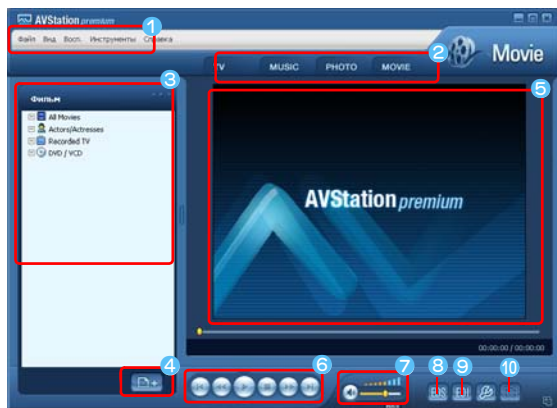 AVStation premium
1
Файл Вид Восп. Инструменты Справка
2
TV MUSIC PHOTO MOVIE
Movie
3
5
Фильм
All Movies
Actors/Actresses
Recorded TV
DVD / VCD
AVStation premium
00:00:00 / 00:00:00
4
6
7
8
9
10